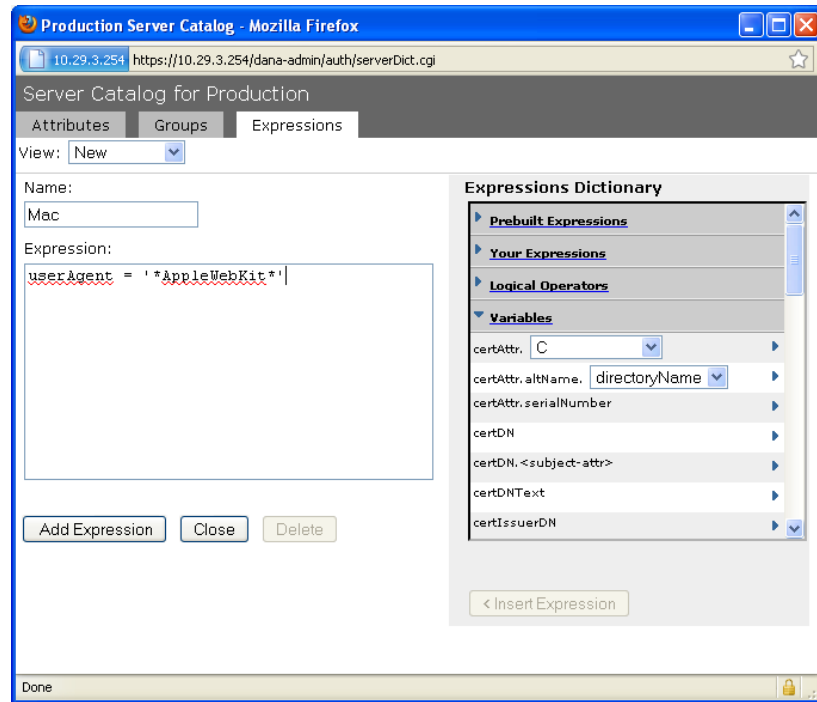 Production Server Catalog - Mozilla Firefox
10.29.3.254 https://10.29.3.254/dana-admin/auth/serverDict.cgi
Server Catalog for Production
Attributes Groups Expressions
View: New
Name:
Mac
Expression:
userAgent = '*AppleWebKit*'
Add Expression Close Delete
Expressions Dictionary
Prebuilt Expressions
Your Expressions
Logical Operators
Variables
certAttr. C
certAttr.altName. directoryName
certAttr.serialNumber
certDN
certDN.<subject-attr>
certDNText
certIssuerDN
< Insert Expression
Done